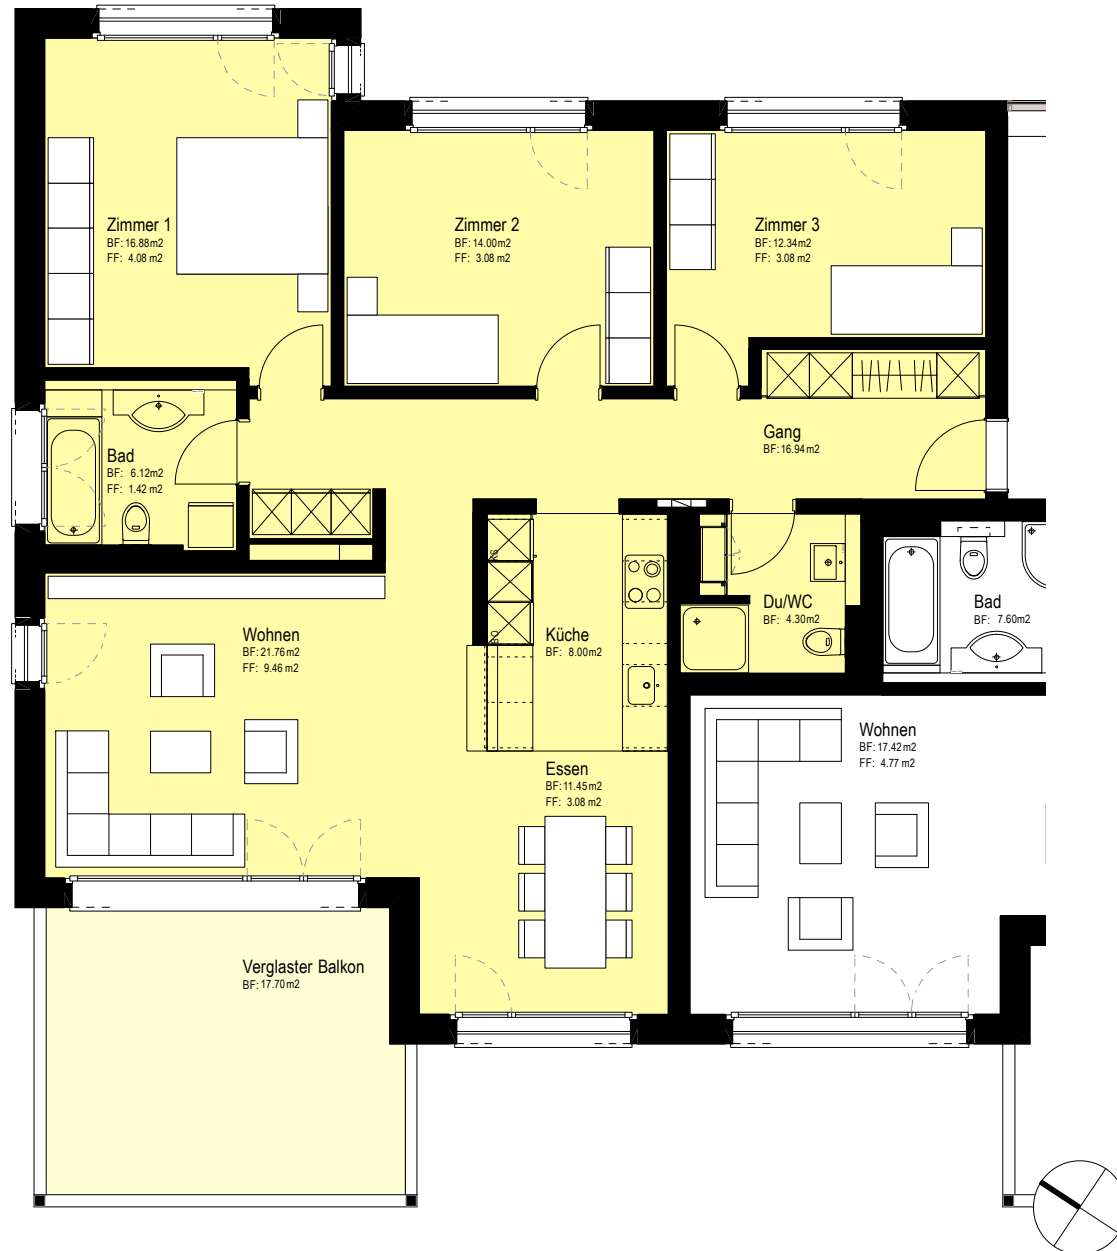 Zimmer 1
BF: 16.88m2
FF: 4.08 m2
Zimmer 2
BF: 14.00m2
FF: 3.08 m2
Zimmer 3
BF: 12.34m2
FF: 3.08 m2
Gang
BF: 16.94m2
Bad
BF: 6.12m2
FF: 1.42 m2
Wohnen
BF: 21.76m2
FF: 9.46 m2
Küche
BF: 8.00m2
Du/WC
BF: 4.30m2
Bad
BF: 7.60m2
Essen
BF: 11.45m2
FF: 3.08 m2
Wohnen
BF: 17.42m2
FF: 4.77 m2
Verglaster Balkon
BF: 17.70m2